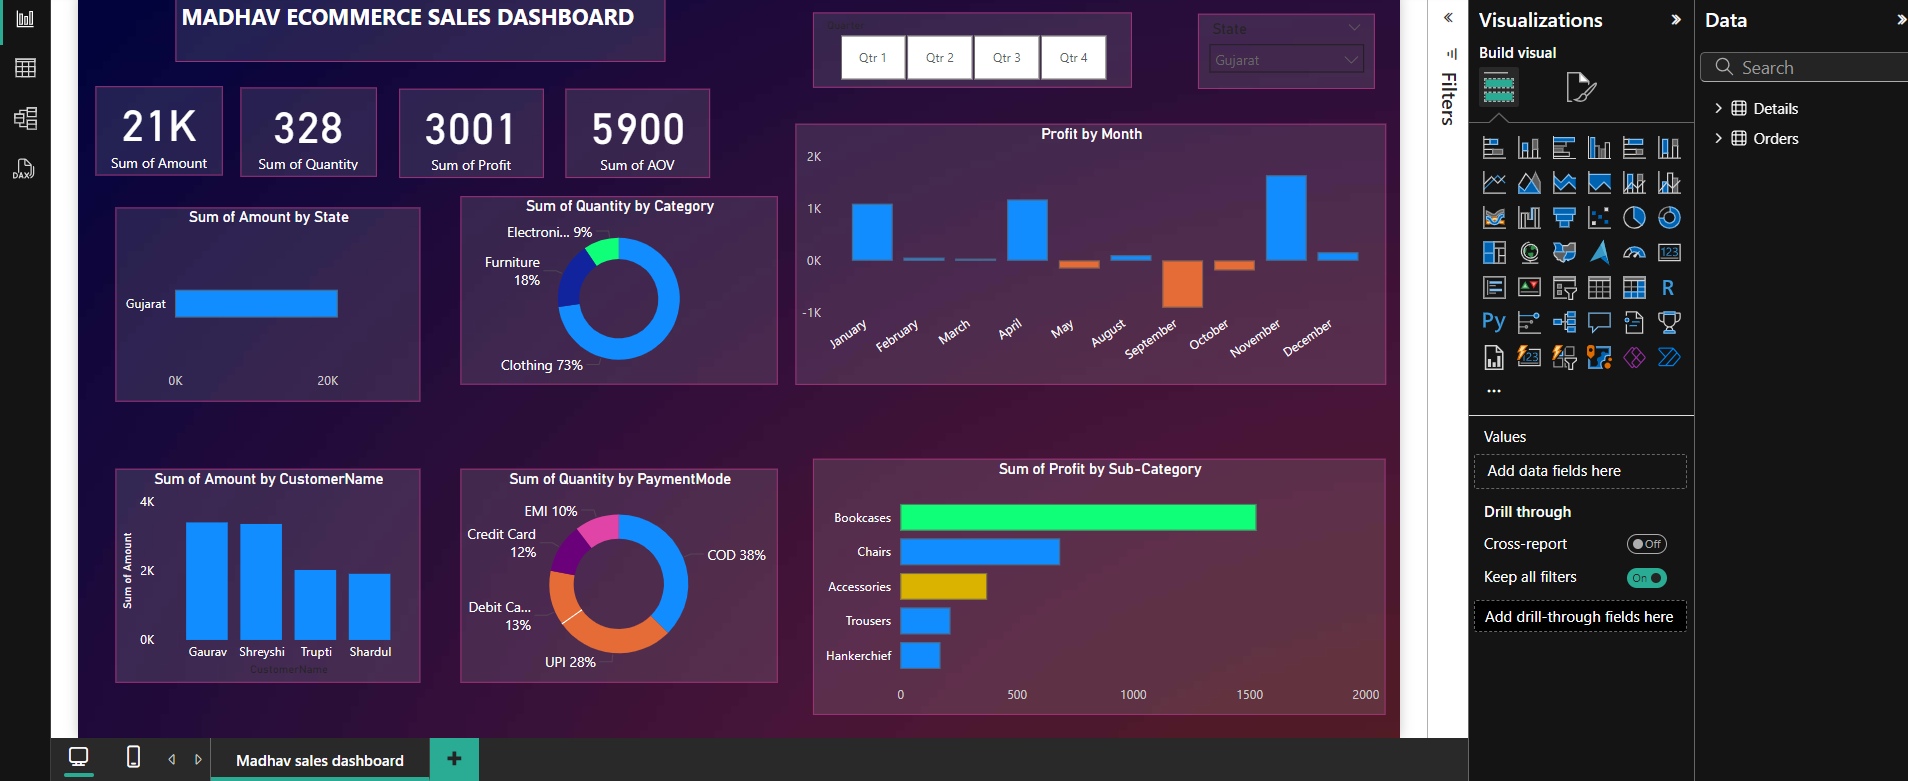 MADHAV ECOMMERCE SALES DASHBOARD
Quarter
Qtr 1
Qtr 2
Qtr 3
Qtr 4
State
Gujarat
21K
Sum of Amount
328
Sum of Quantity
3001
Sum of Profit
5900
Sum of AOV
Sum of Amount by State
Gujarat
0K
20K
Sum of Quantity by Category
Electroni... 9%
Furniture
18%
Clothing 73%
Profit by Month
2K
1K
0K
-1K
January
February
March
April
May
August
September
October
November
December
Sum of Amount by CustomerName
4K
2K
0K
Sum of Amount
Gaurav
Shreyshi
Trupti
Shardul
CustomerName
Sum of Quantity by PaymentMode
EMI 10%
Credit Card
12%
COD 38%
Debit Ca...
13%
UPI 28%
Sum of Profit by Sub-Category
Bookcases
Chairs
Accessories
Trousers
Hankerchief
0
500
1000
1500
2000
Madhav sales dashboard
DAX
Filters
Visualizations
Build visual
123
R
Py
123
Values
Add data fields here
Drill through
Cross-report
Off
Keep all filters
On
Add drill-through fields here
Data
Search
Details
Orders